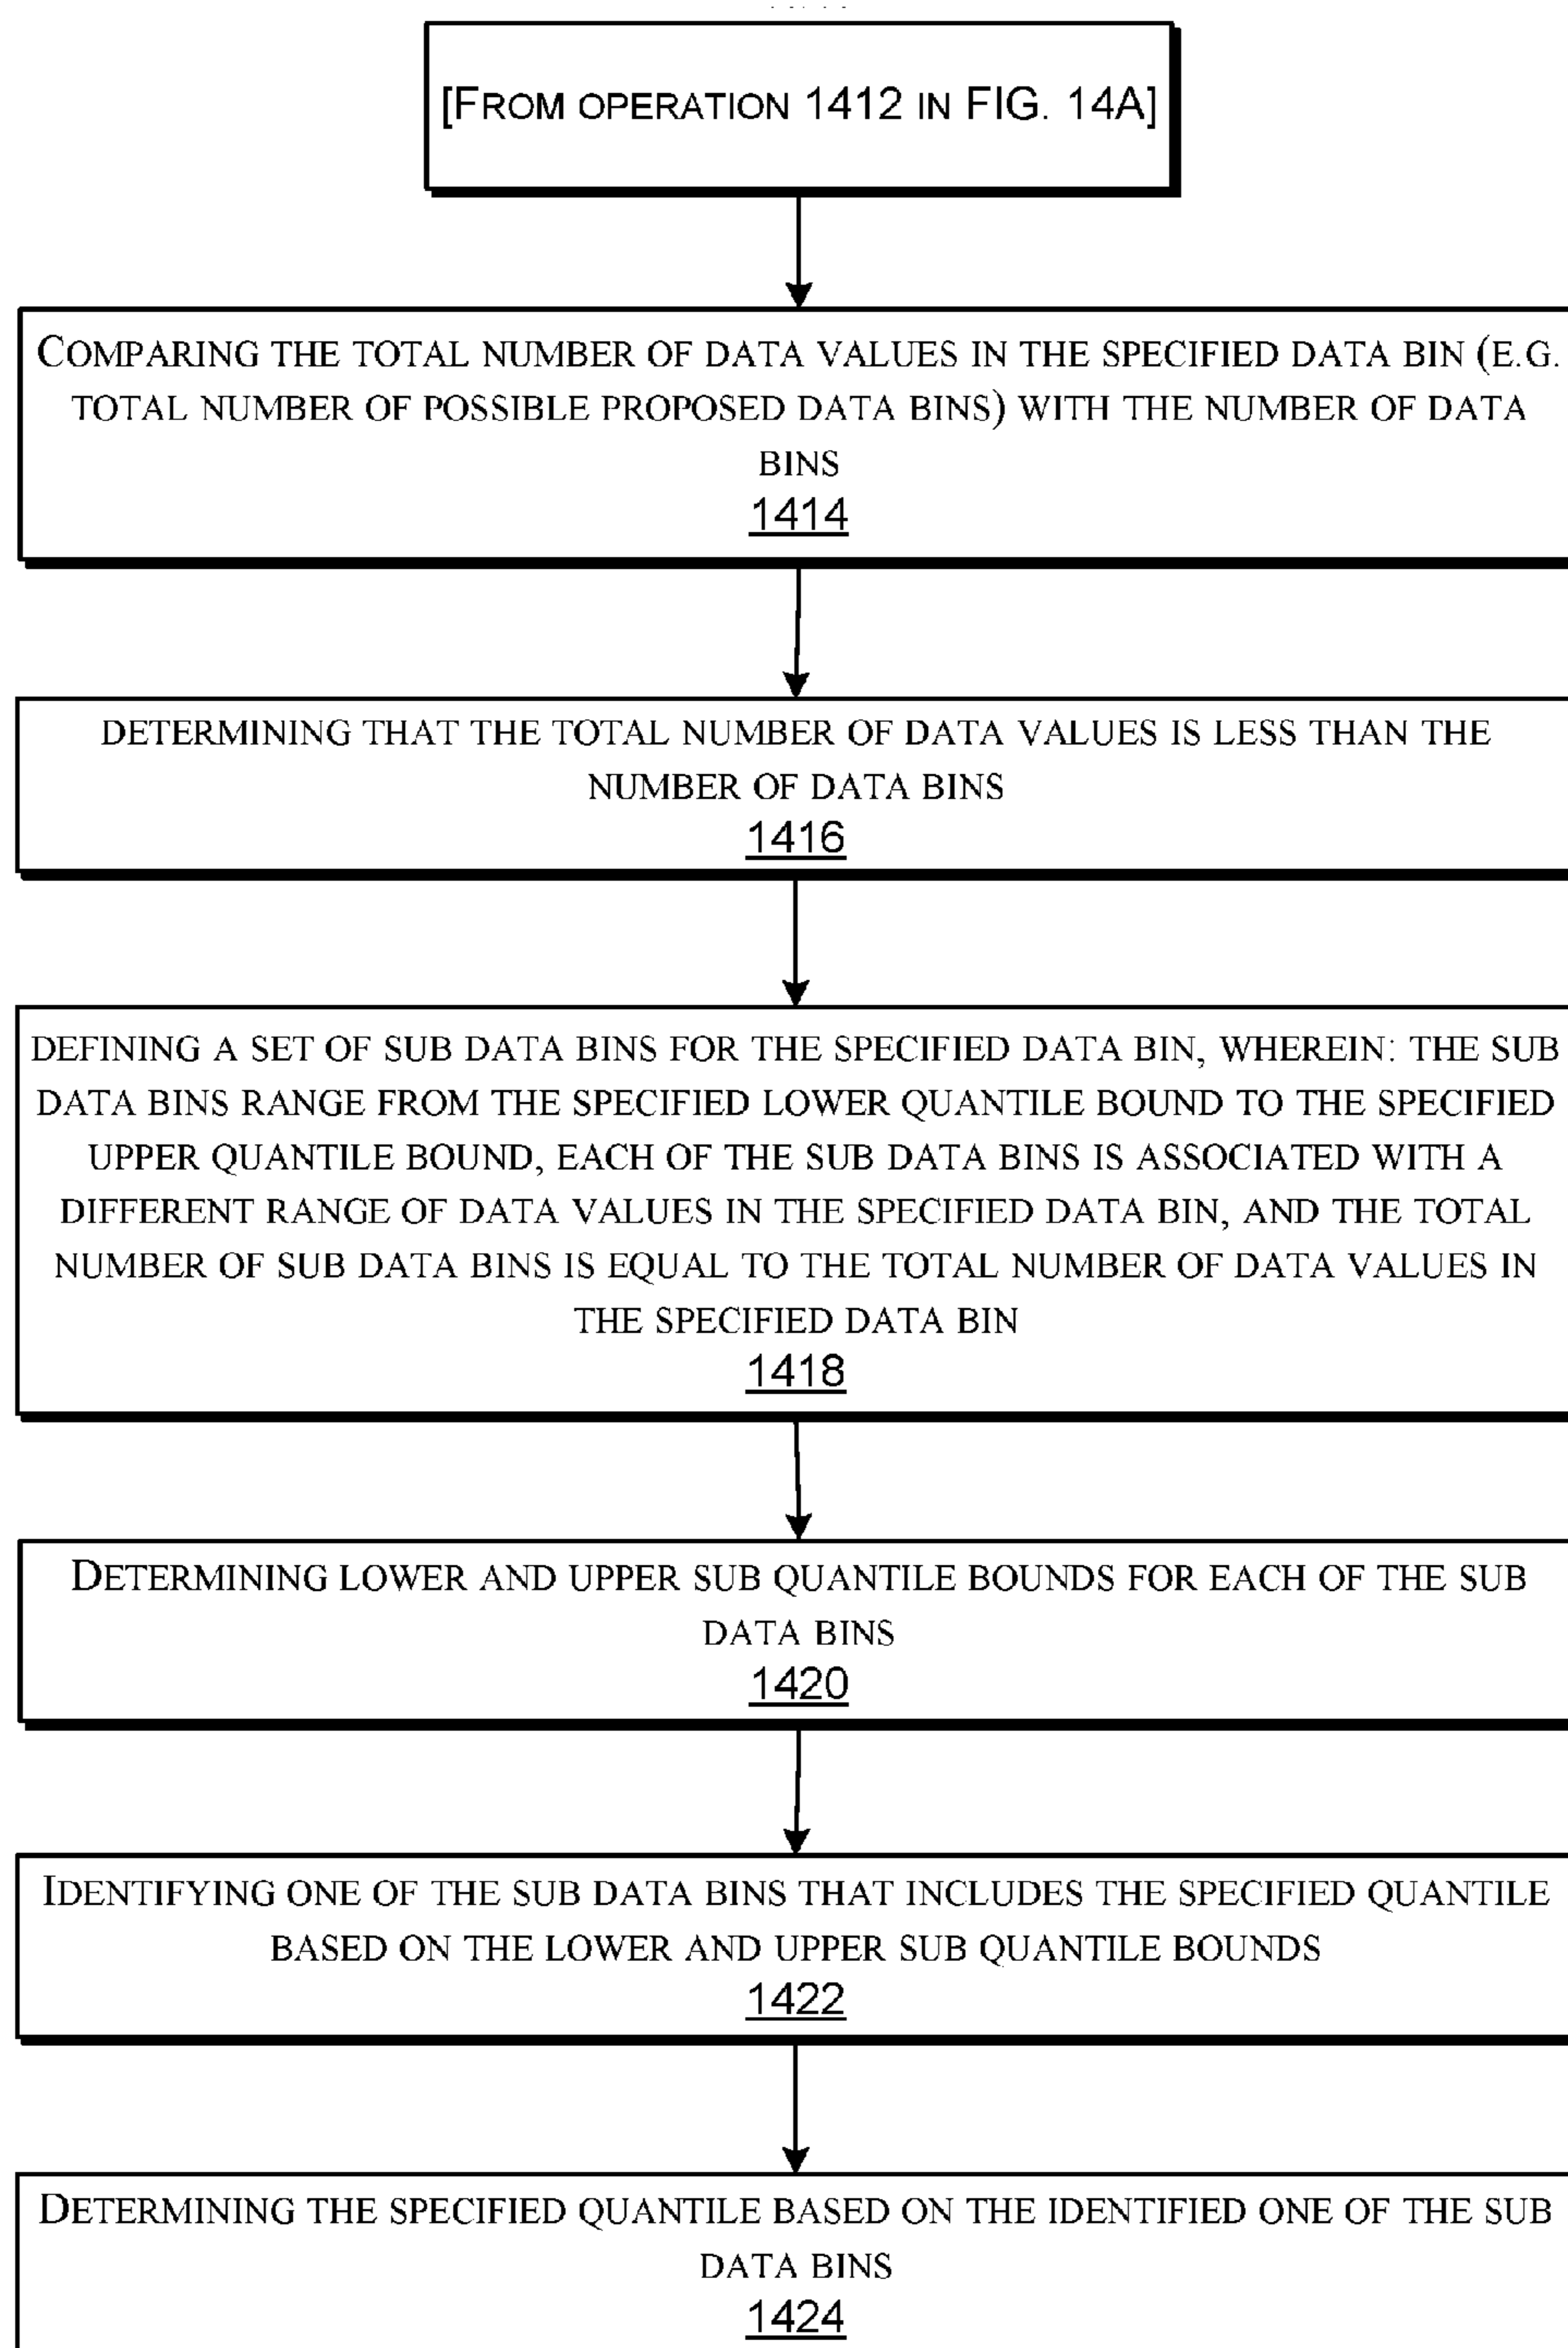 [FROM OPERATION 1412 IN FIG. 14A]
COMPARING THE TOTAL NUMBER OF DATA VALUES IN THE SPECIFIED DATA BIN (E.G.
TOTAL NUMBER OF POSSIBLE PROPOSED DATA BINS) WITH THE NUMBER OF DATA
BINS
1414
DETERMINING THAT THE TOTAL NUMBER OF DATA VALUES IS LESS THAN THE
NUMBER OF DATA BINS
1416
DEFINING A SET OF SUB DATA BINS FOR THE SPECIFIED DATA BIN, WHEREIN: THE SUB
DATA BINS RANGE FROM THE SPECIFIED LOWER QUANTILE BOUND TO THE SPECIFIED
UPPER QUANTILE BOUND, EACH OF THE SUB DATA BINS IS ASSOCIATED WITH A
DIFFERENT RANGE OF DATA VALUES IN THE SPECIFIED DATA BIN, AND THE TOTAL
NUMBER OF SUB DATA BINS IS EQUAL TO THE TOTAL NUMBER OF DATA VALUES IN
THE SPECIFIED DATA BIN
1418
DETERMINING LOWER AND UPPER SUB QUANTILE BOUNDS FOR EACH OF THE SUB
DATA BINS
1420
IDENTIFYING ONE OF THE SUB DATA BINS THAT INCLUDES THE SPECIFIED QUANTILE
BASED ON THE LOWER AND UPPER SUB QUANTILE BOUNDS
1422
DETERMINING THE SPECIFIED QUANTILE BASED ON THE IDENTIFIED ONE OF THE SUB
DATA BINS
1424